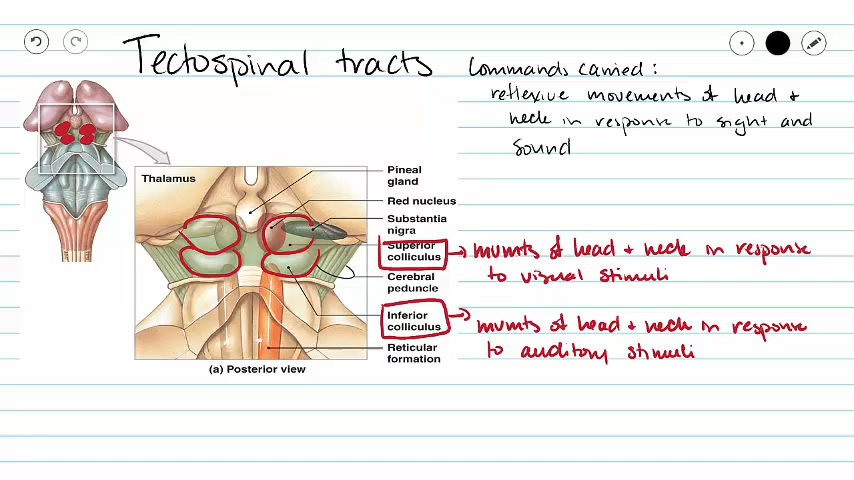 Tectospinal tracts
Commands carried:
reflexive movements of head +
neck in response to sight and
sound
Thalamus
Pineal
gland
Red nucleus
Substantia
nigra
Superior
colliculus
Cerebral
peduncle
Inferior
colliculus
Reticular
formation
(a) Posterior view
→ mvmts of head + neck in response
to visual stimuli
→ mvmts of head + neck in response
to auditory stimuli